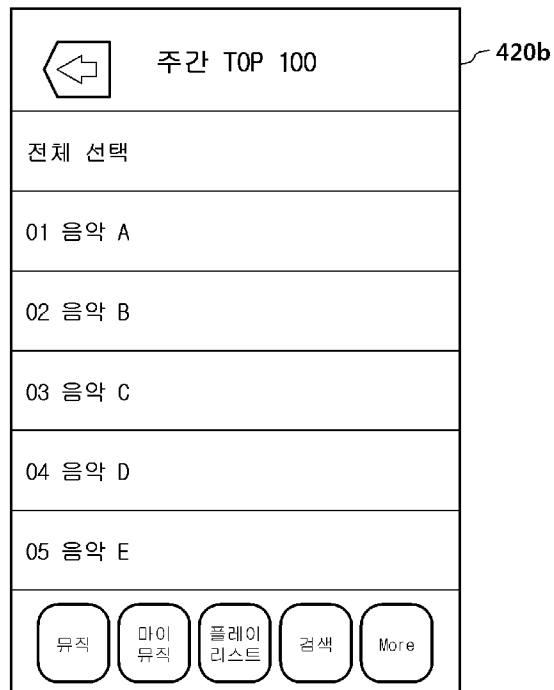 주간 TOP 100
420b
전체 선택
01 음악 A
02 음악 B
03 음악 C
04 음악 D
05 음악 E
뮤직
마이
뮤직
플레이
리스트
검색
More